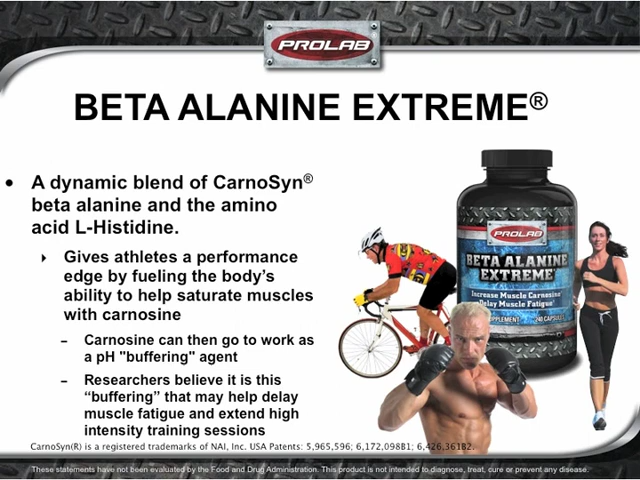 PROLAB
BETA ALANINE EXTREME®
• A dynamic blend of CarnoSyn®
beta alanine and the amino
acid L-Histidine.
Gives athletes a performance
edge by fueling the body's
ability to help saturate muscles
with carnosine
– Carnosine can then go to work as
a pH "buffering" agent
– Researchers believe it is this
“buffering” that may help delay
muscle fatigue and extend high
intensity training sessions
PROLAB
BETA ALANINE
EXTREME
Increase Muscle Carnosine
Delay Muscle Fatigue
240 CAPSULES
CarnoSyn(R) is a registered trademarks of NAI, Inc. USA Patents: 5,965,596; 6,172,098B1; 6,426,361B2.
These statements have not been evaluated by the Food and Drug Administration. This product is not intended to diagnose, treat, cure or prevent any disease.